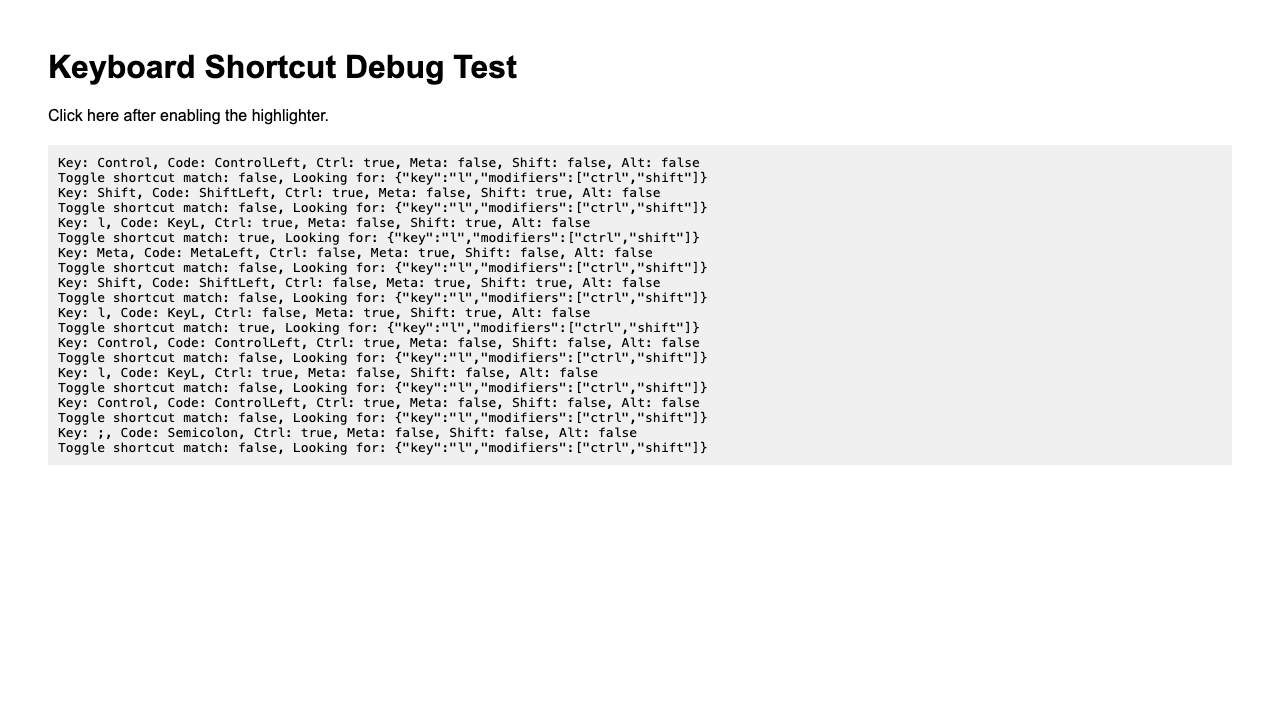 Keyboard Shortcut Debug Test
Click here after enabling the highlighter.
Key: Control, Code: ControlLeft, Ctrl: true, Meta: false, Shift: false, Alt: false
Toggle shortcut match: false, Looking for: {"key":"l","modifiers":["ctrl","shift"]}
Key: Shift, Code: ShiftLeft, Ctrl: true, Meta: false, Shift: true, Alt: false
Toggle shortcut match: false, Looking for: {"key":"l","modifiers":["ctrl","shift"]}
Key: l, Code: KeyL, Ctrl: true, Meta: false, Shift: true, Alt: false
Toggle shortcut match: true, Looking for: {"key":"l","modifiers":["ctrl","shift"]}
Key: Meta, Code: MetaLeft, Ctrl: false, Meta: true, Shift: false, Alt: false
Toggle shortcut match: false, Looking for: {"key":"l","modifiers":["ctrl","shift"]}
Key: Shift, Code: ShiftLeft, Ctrl: false, Meta: true, Shift: true, Alt: false
Toggle shortcut match: false, Looking for: {"key":"l","modifiers":["ctrl","shift"]}
Key: l, Code: KeyL, Ctrl: false, Meta: true, Shift: true, Alt: false
Toggle shortcut match: true, Looking for: {"key":"l","modifiers":["ctrl","shift"]}
Key: Control, Code: ControlLeft, Ctrl: true, Meta: false, Shift: false, Alt: false
Toggle shortcut match: false, Looking for: {"key":"l","modifiers":["ctrl","shift"]}
Key: l, Code: KeyL, Ctrl: true, Meta: false, Shift: false, Alt: false
Toggle shortcut match: false, Looking for: {"key":"l","modifiers":["ctrl","shift"]}
Key: Control, Code: ControlLeft, Ctrl: true, Meta: false, Shift: false, Alt: false
Toggle shortcut match: false, Looking for: {"key":"l","modifiers":["ctrl","shift"]}
Key: ;, Code: Semicolon, Ctrl: true, Meta: false, Shift: false, Alt: false
Toggle shortcut match: false, Looking for: {"key":"l","modifiers":["ctrl","shift"]}